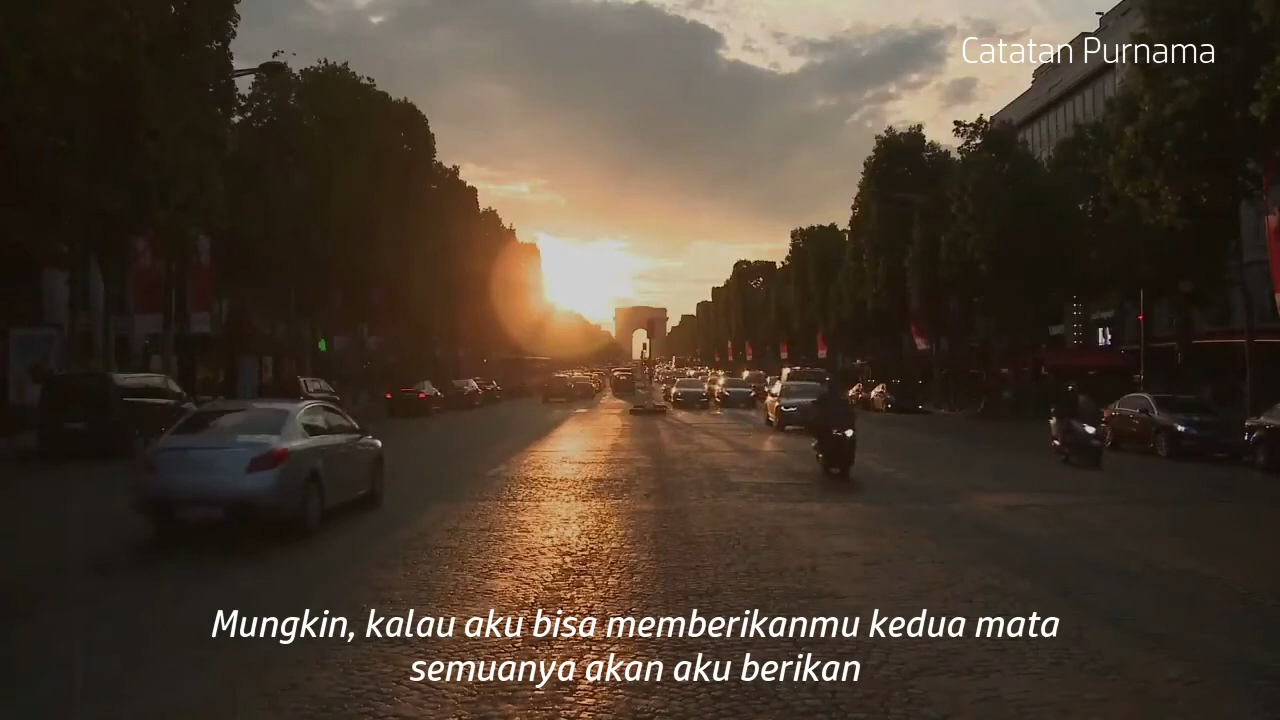 Catatan Purnama
Mungkin, kalau aku bisa memberikanmu kedua mata
semuanya akan aku berikan